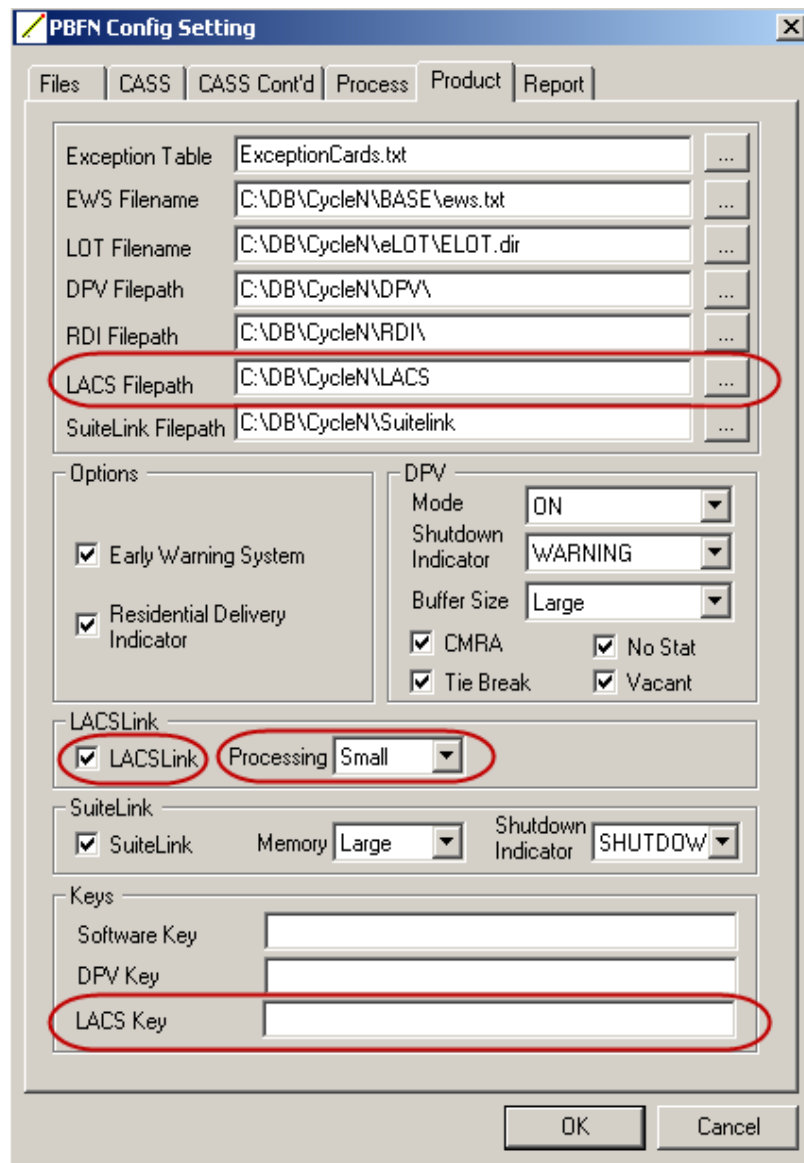 PBFN Config Setting
Files CASS CASS Cont'd Process Product Report
Exception Table ExceptionCards.txt ...
EWS Filename C:\DB\CycleN\BASE\ews.txt ...
LOT Filename C:\DB\CycleN\eLOT\ELOT.dir ...
DPV Filepath C:\DB\CycleN\DPV\ ...
RDI Filepath C:\DB\CycleN\RDI\ ...
LACS Filepath C:\DB\CycleN\LACS ...
SuiteLink Filepath C:\DB\CycleN\Suitelink ...
Options
Early Warning System
Residential Delivery
Indicator
DPV
Mode ON
Shutdown
Indicator WARNING
Buffer Size Large
CMRA No Stat
Tie Break Vacant
LACSLink
LACSLink Processing Small
SuiteLink
SuiteLink Memory Large Shutdown
Indicator SHUTDOW
Keys
Software Key
DPV Key
LACS Key
OK Cancel